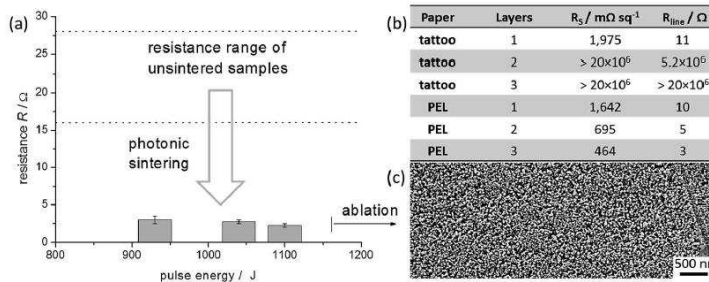 (a)
30
25
20
15
10
5
0
resistance R / Ω
resistance range of
unsintered samples
photonic
sintering
ablation
800 900 1000 1100 1200
pulse energy / J
(b)
Paper Layers R_S / mΩ sq⁻¹ R_line / Ω
tattoo 1 1,975 11
tattoo 2 > 20×10⁶ 5.2×10⁶
tattoo 3 > 20×10⁶ > 20×10⁶
PEL 1 1,642 10
PEL 2 695 5
PEL 3 464 3
(c)
500 nm